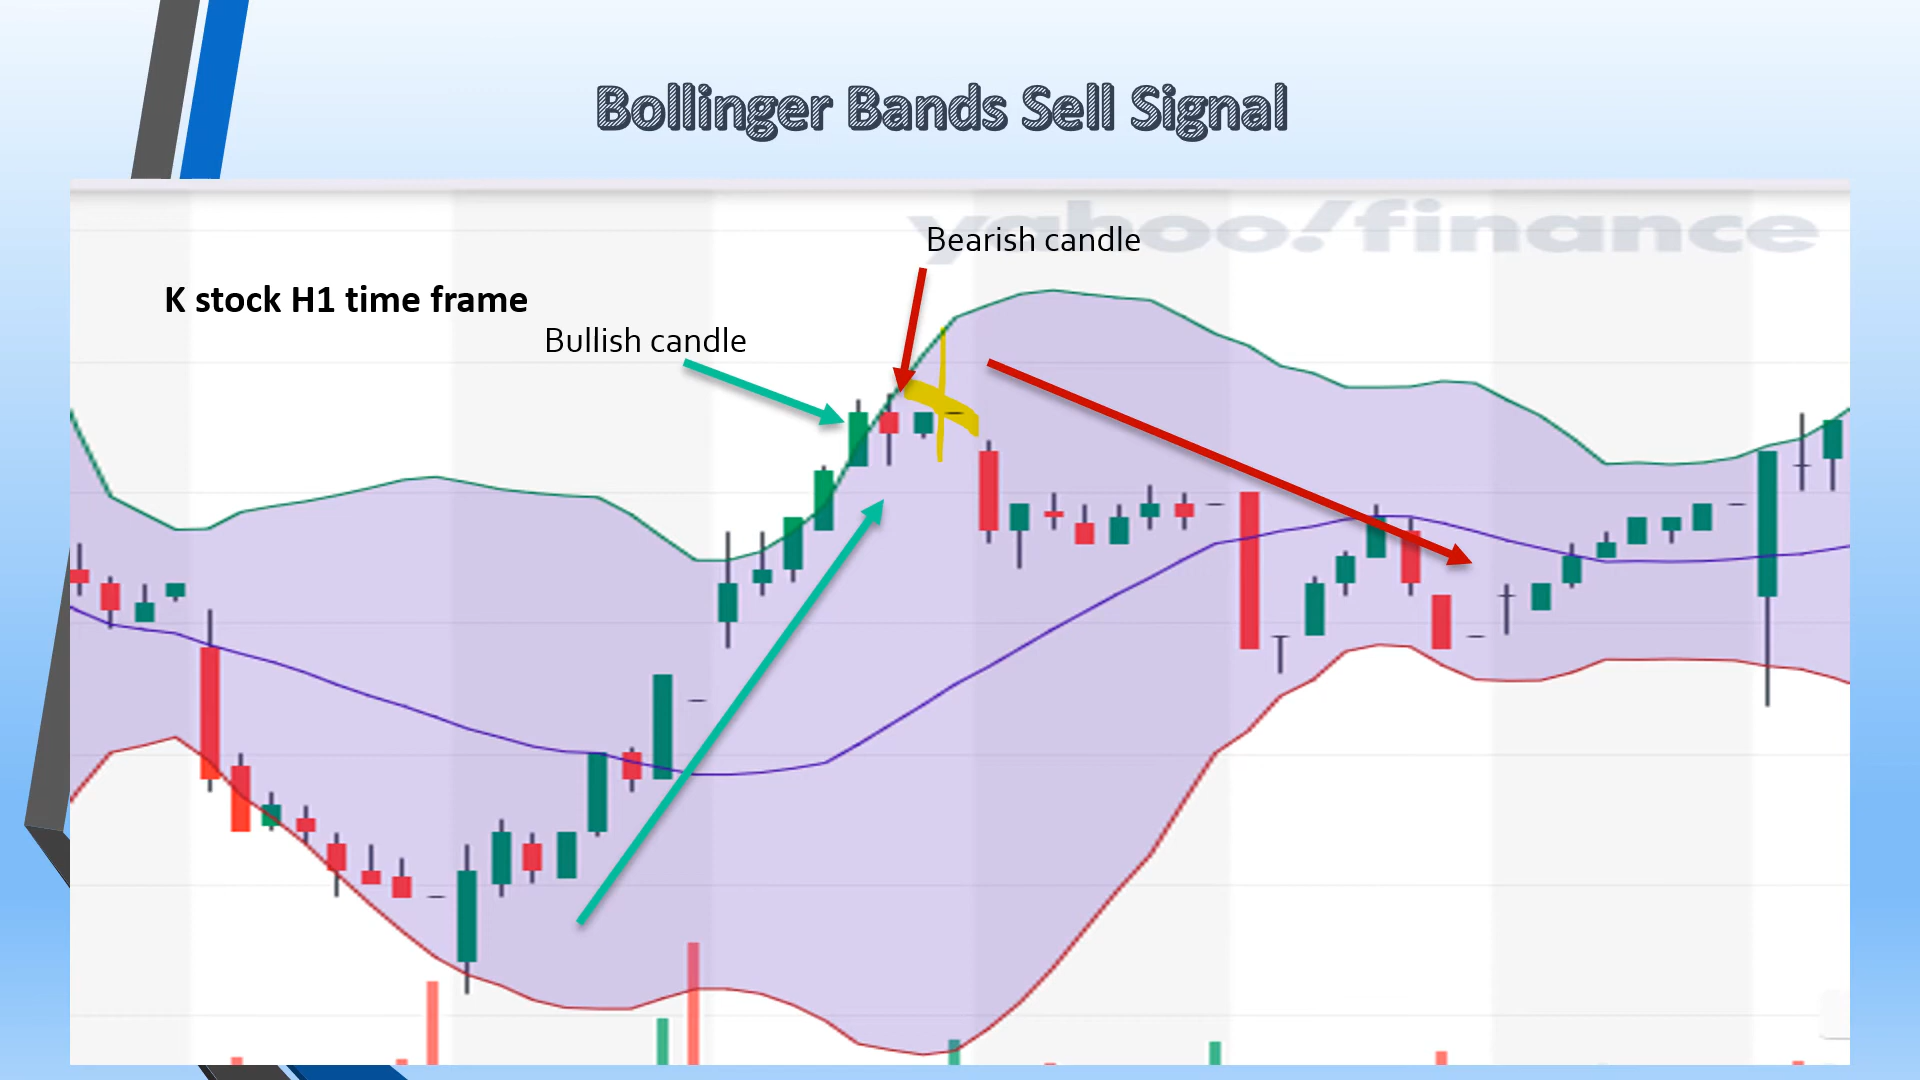 Bollinger Bands Sell Signal
yahoo!finance
Bearish candle
K stock H1 time frame
Bullish candle